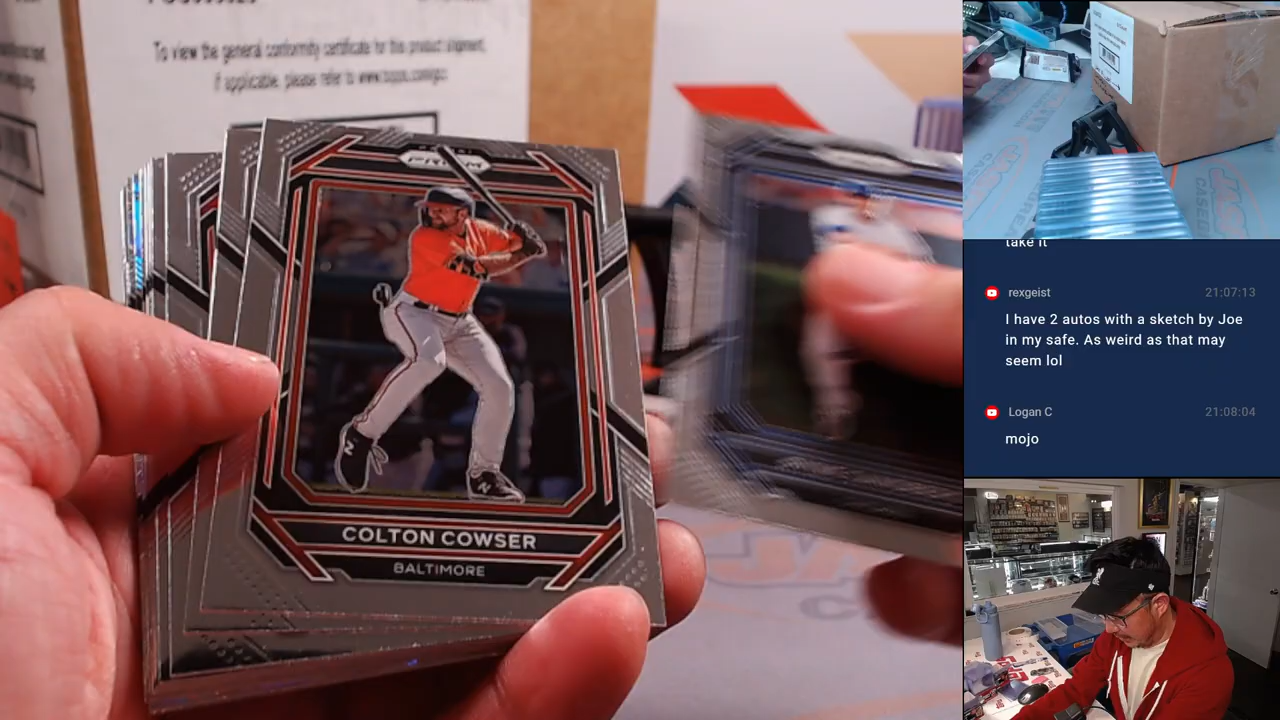 To view the general conformity certificate for this product shipment,
if applicable, please refer to www.topps.com/gcc
PRIZM
COLTON COWSER
BALTIMORE
take it
rexgeist 21:07:13
I have 2 autos with a sketch by Joe
in my safe. As weird as that may
seem lol
Logan C 21:08:04
mojo